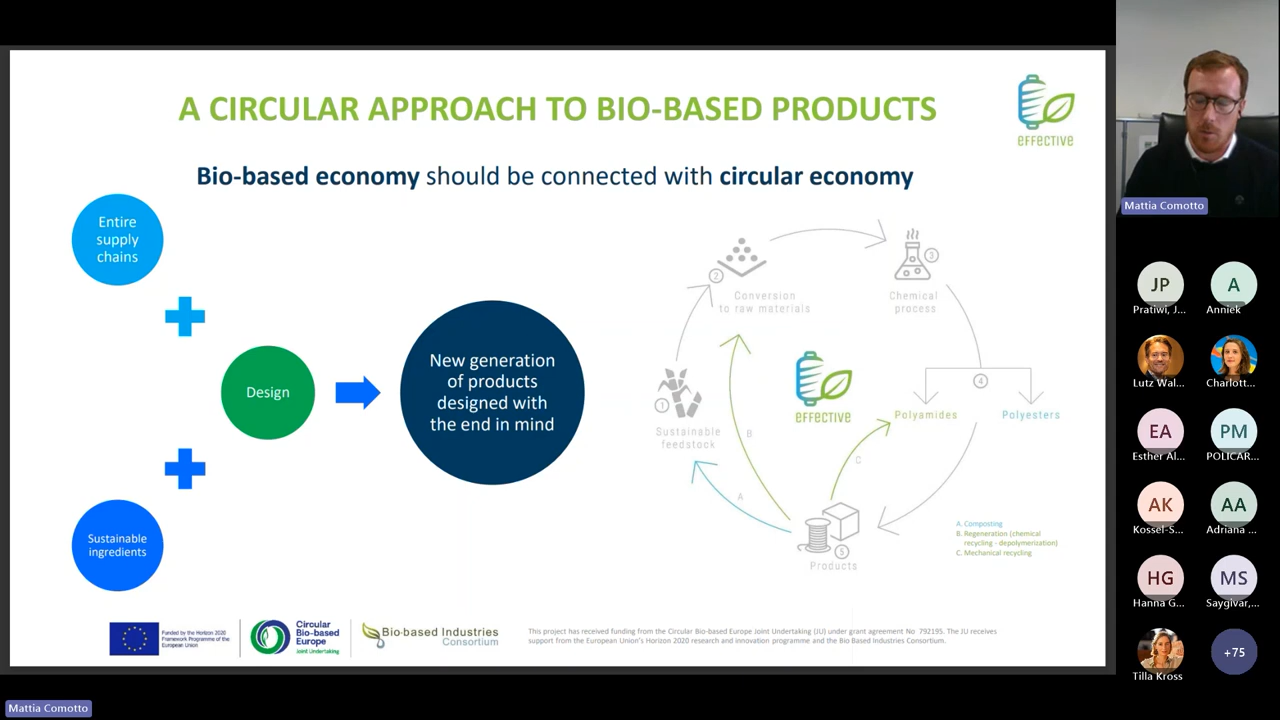 A CIRCULAR APPROACH TO BIO-BASED PRODUCTS
EFFECTIVE
Bio-based economy should be connected with circular economy
Entire
supply
chains
Design
Sustainable
ingredients
New generation
of products
designed with
the end in mind
1
Sustainable
feedstock
2
Conversion
to raw materials
3
Chemical
process
4
Polyamides
Polyesters
EFFECTIVE
A
B
C
5
Products
A. Composting
B. Regeneration (chemical
recycling - depolymerization)
C. Mechanical recycling
Funded by the Horizon 2020
Framework Programme of the
European Union
Circular
Bio-based
Europe
Joint Undertaking
Bio-based Industries
Consortium
This project has received funding from the Circular Bio-based Europe Joint Undertaking (JU) under grant agreement No 792195. The JU receives
support from the European Union's Horizon 2020 research and innovation programme and the Bio Based Industries Consortium.
Mattia Comotto
JP
Pratiwi, J...
A
Anniek
Lutz Wal...
Charlott...
EA
Esther Al...
PM
POLICAR...
AK
Kossel-S...
AA
Adriana ...
HG
Hanna G...
MS
Saygivar,...
Tilla Kross
+75
Mattia Comotto